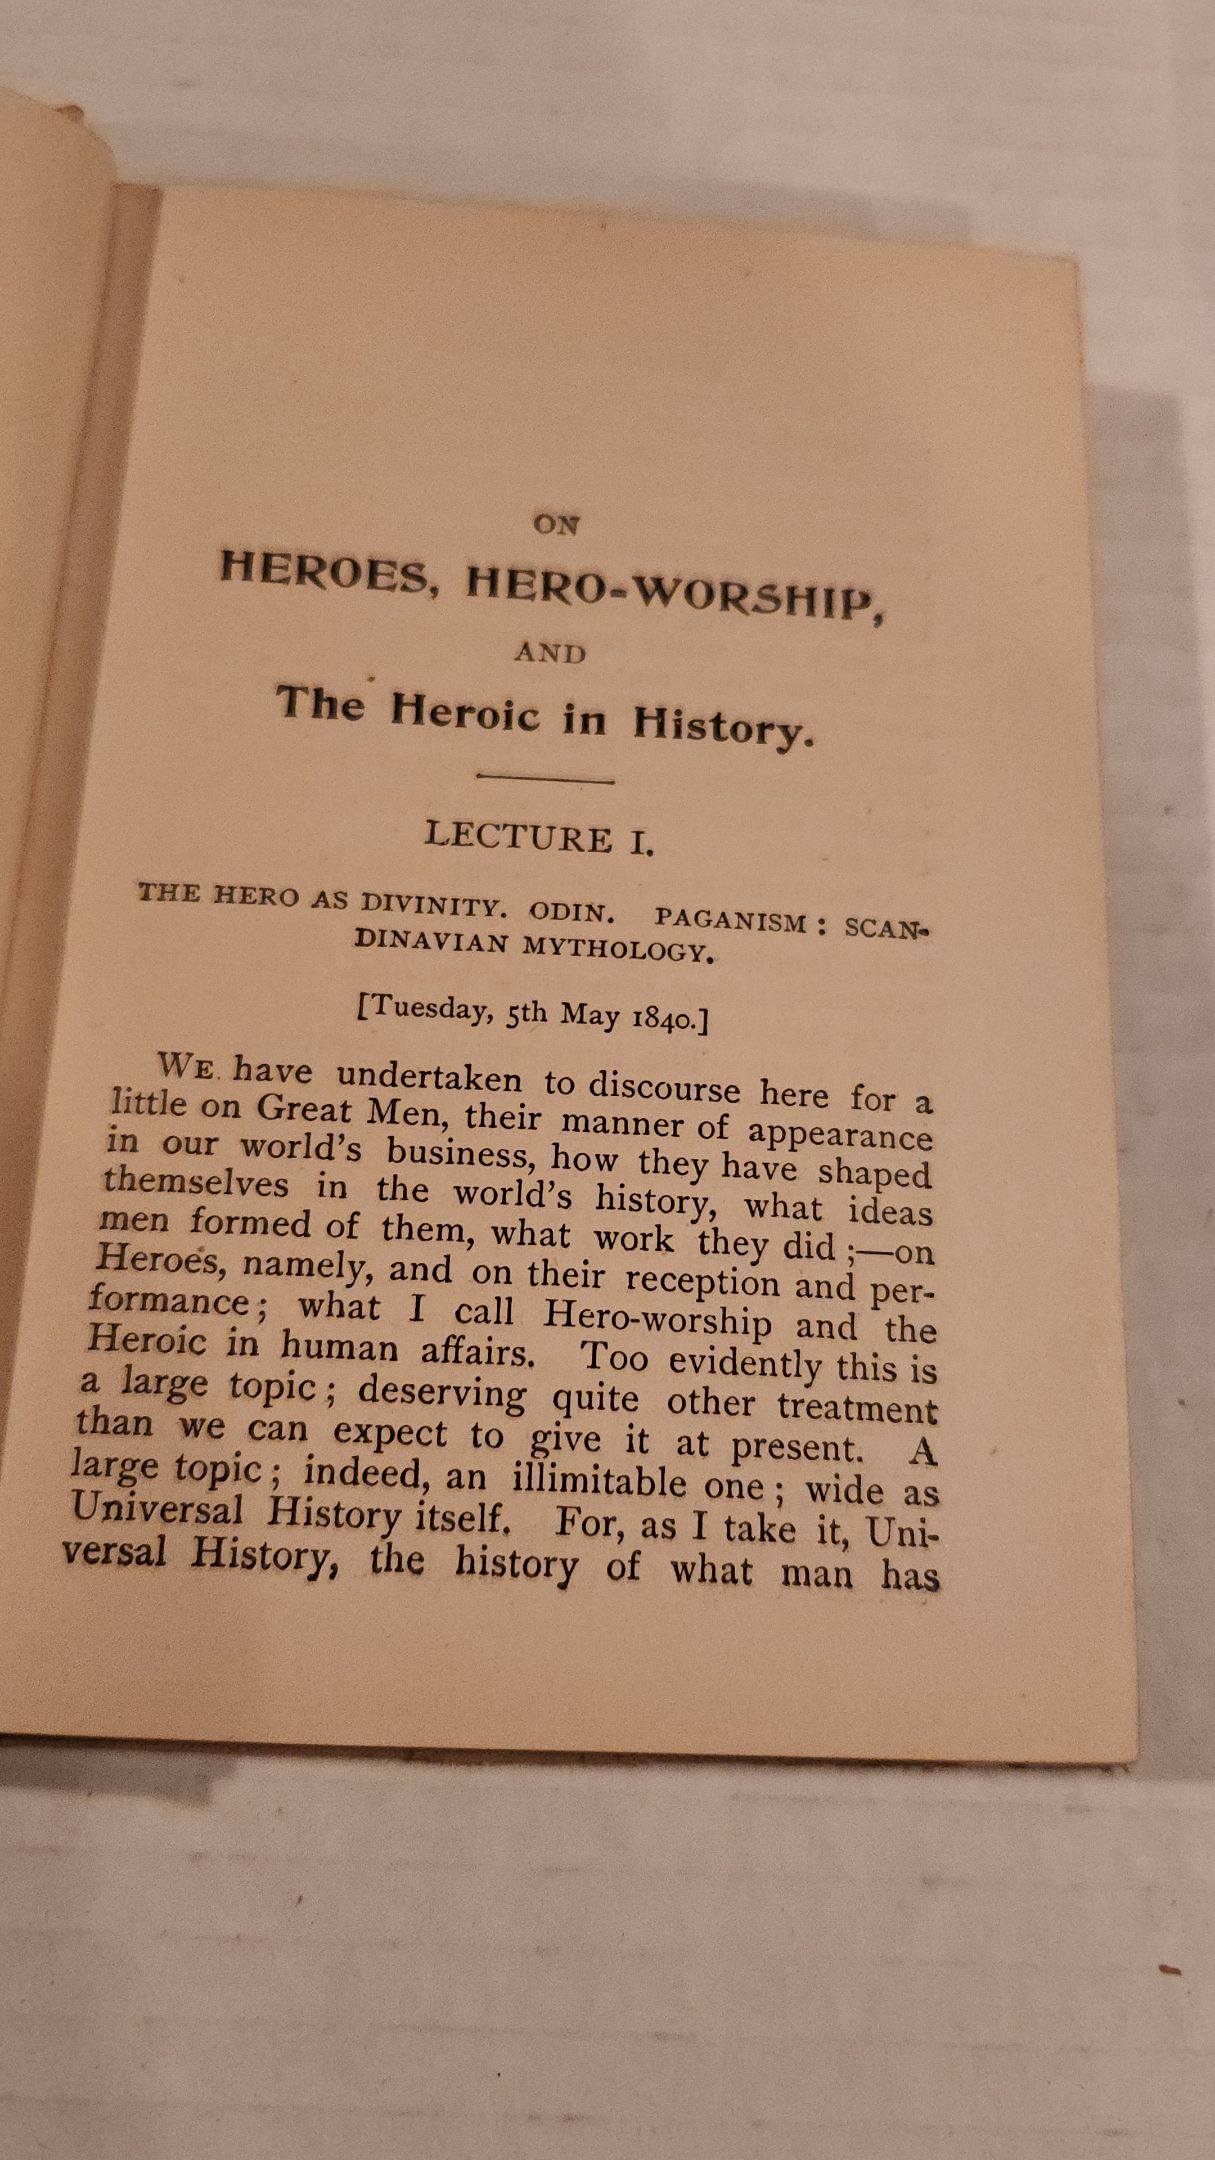 ON
HEROES, HERO-WORSHIP,
AND
The Heroic in History.
LECTURE I.
THE HERO AS DIVINITY. ODIN. PAGANISM: SCAN-
DINAVIAN MYTHOLOGY.
[Tuesday, 5th May 1840.]
WE have undertaken to discourse here for a
little on Great Men, their manner of appearance
in our world's business, how they have shaped
themselves in the world's history, what ideas
men formed of them, what work they did;—on
Heroes, namely, and on their reception and per-
formance; what I call Hero-worship and the
Heroic in human affairs. Too evidently this is
a large topic; deserving quite other treatment
than we can expect to give it at present. A
large topic; indeed, an illimitable one; wide as
Universal History itself. For, as I take it, Uni-
versal History, the history of what man has